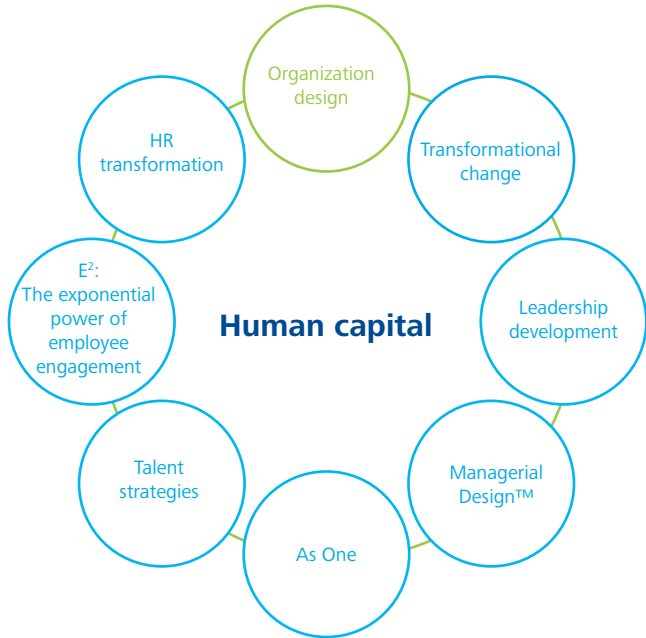 Organization
design
Transformational
change
Leadership
development
Managerial
Design™
As One
Talent
strategies
E²:
The exponential
power of
employee
engagement
HR
transformation
Human capital